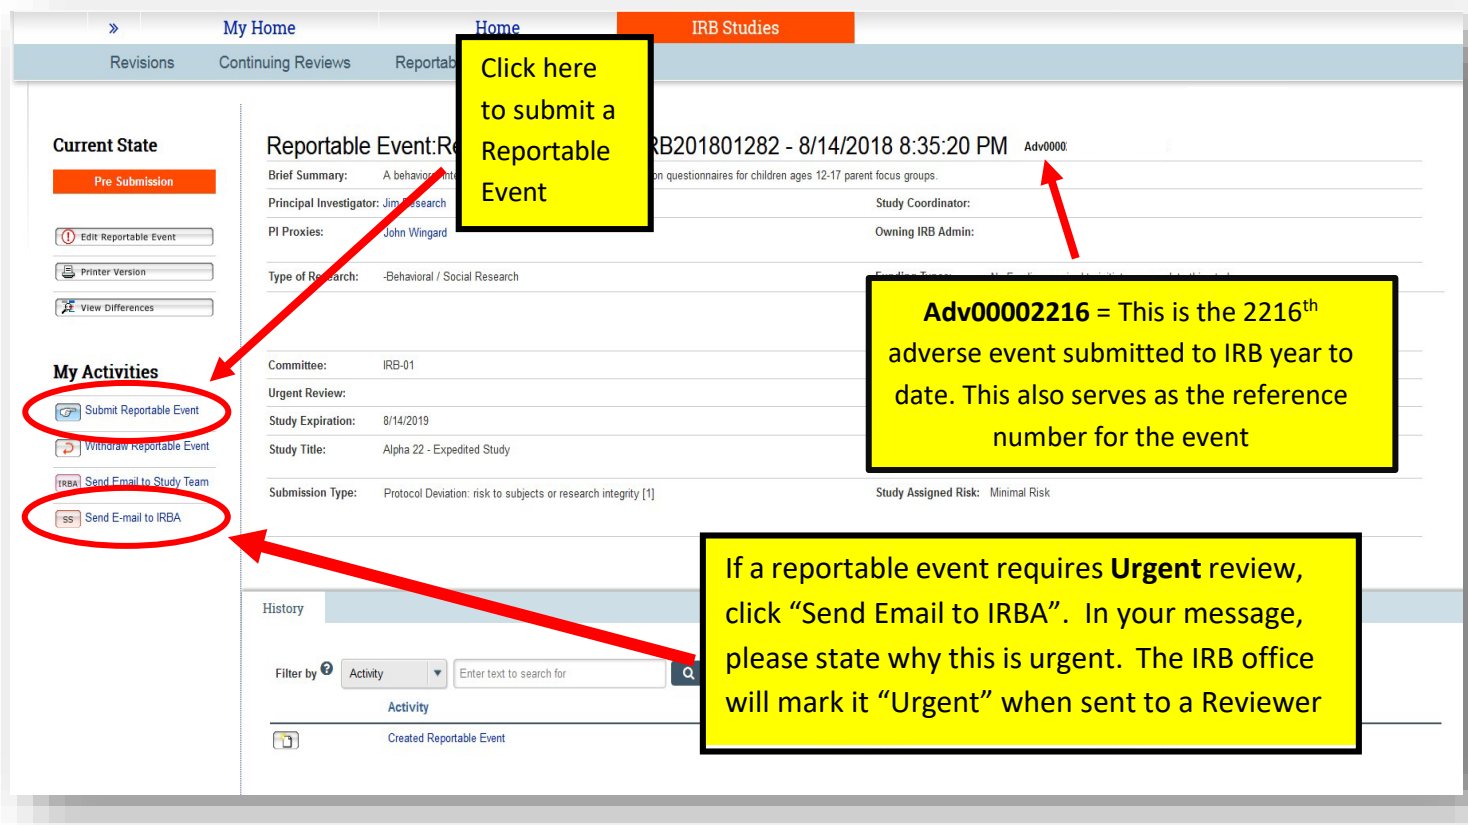 » My Home Home IRB Studies
Revisions Continuing Reviews
Click here
to submit a
Reportable
Event
Current State
Pre Submission
Edit Reportable Event
Printer Version
View Differences
My Activities
Submit Reportable Event
Withdraw Reportable Event
IRBA Send Email to Study Team
SS Send E-mail to IRBA
Reportable Event: RB201801282 - 8/14/2018 8:35:20 PM Adv0000
Brief Summary: A behavioral questionnaires for children ages 12-17 parent focus groups.
Principal Investigator: Jim Research Study Coordinator:
PI Proxies: John Wingard Owning IRB Admin:
Type of Research: -Behavioral / Social Research
Adv00002216 = This is the 2216th
adverse event submitted to IRB year to
date. This also serves as the reference
number for the event
Committee: IRB-01
Urgent Review:
Study Expiration: 8/14/2019
Study Title: Alpha 22 - Expedited Study
Submission Type: Protocol Deviation: risk to subjects or research integrity [1] Study Assigned Risk: Minimal Risk
If a reportable event requires Urgent review,
click “Send Email to IRBA”. In your message,
please state why this is urgent. The IRB office
will mark it “Urgent” when sent to a Reviewer
History
Filter by ? Activity Enter text to search for
Activity
Created Reportable Event